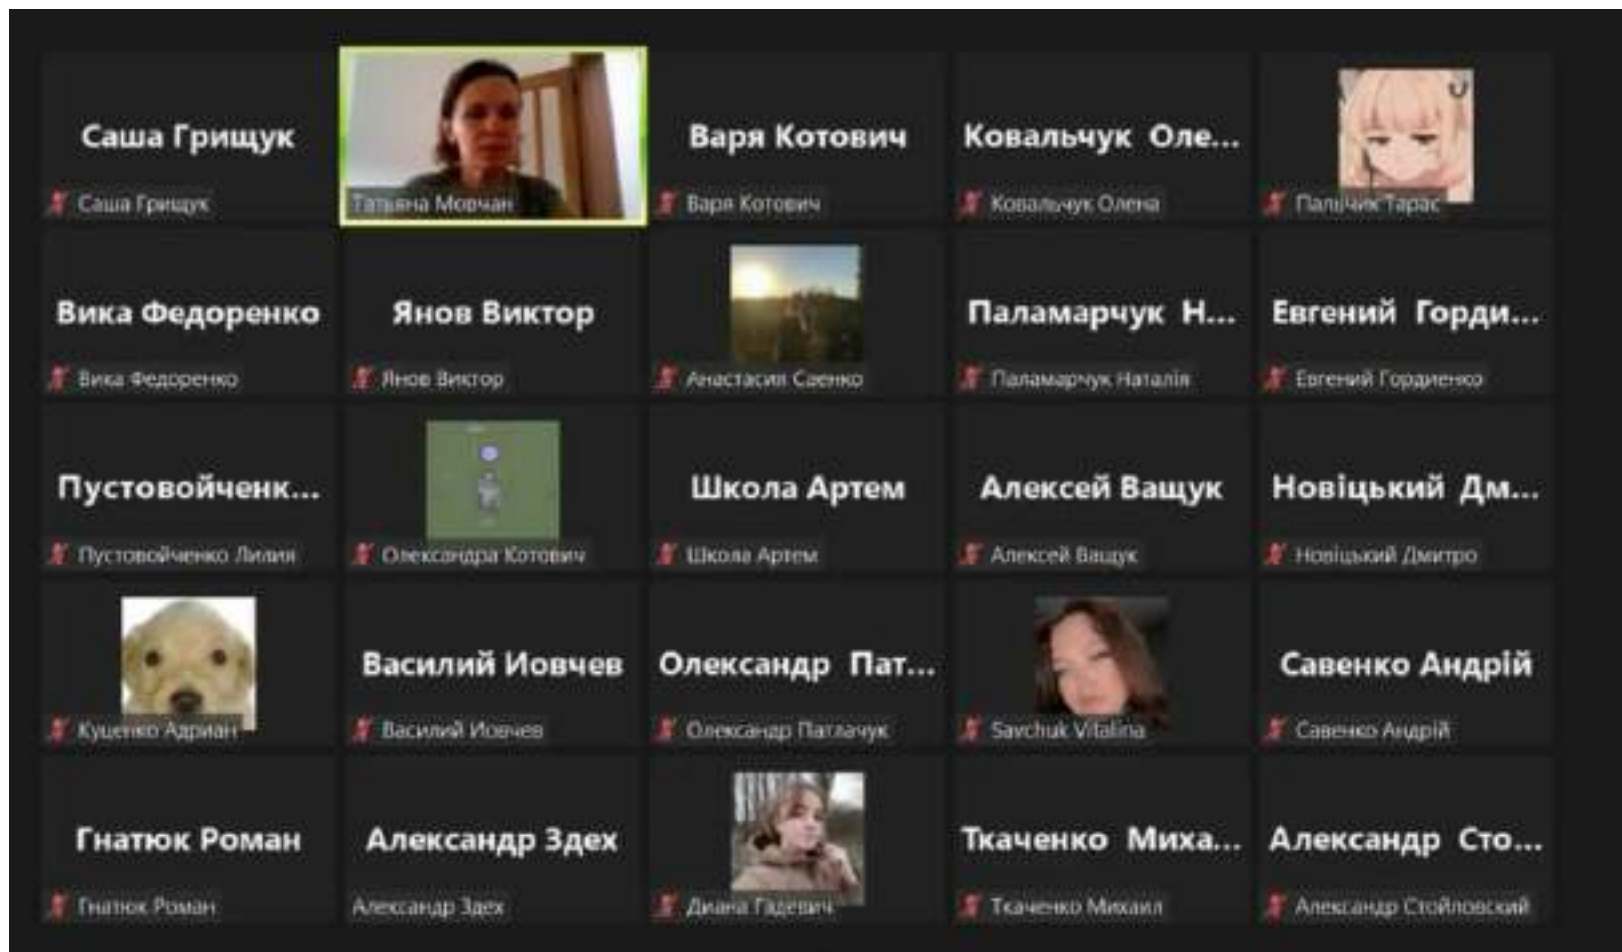 Саша Грищук
Саша Грищук
Татьяна Мовчан
Варя Котович
Варя Котович
Ковальчук Оле...
Ковальчук Олена
Пальчик Тарас
Вика Федоренко
Вика Федоренко
Янов Виктор
Янов Виктор
Анастасия Саенко
Паламарчук Н...
Паламарчук Наталія
Евгений Горди...
Евгений Гордиенко
Пустовойченк...
Пустовойченко Лилия
Олександра Котович
Школа Артем
Школа Артем
Алексей Ващук
Алексей Ващук
Новіцький Дм...
Новіцький Дмитро
Куценко Адриан
Василий Иовчев
Василий Иовчев
Олександр Пат...
Олександр Патлачук
Savchuk Vitalina
Савенко Андрій
Савенко Андрій
Гнатюк Роман
Гнатюк Роман
Александр Здех
Александр Здех
Диана Гадевич
Ткаченко Миха...
Ткаченко Михаил
Александр Сто...
Александр Стойловский